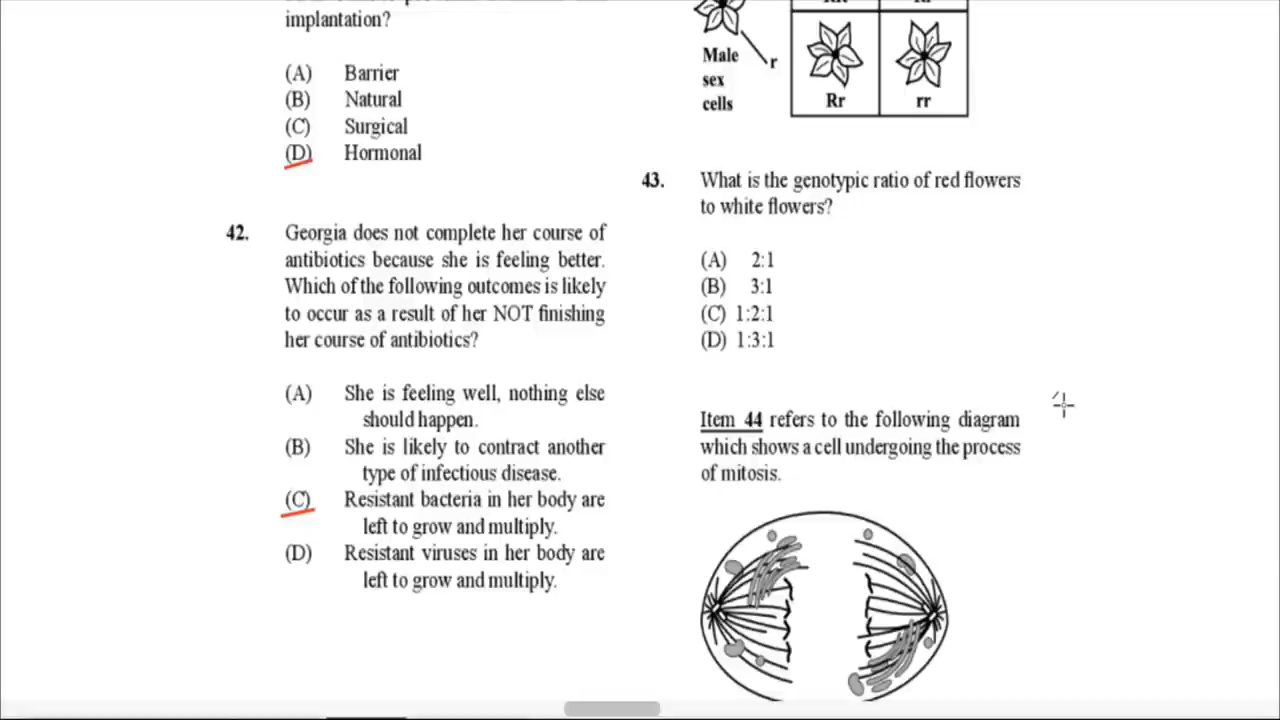 implantation?
(A) Barrier
(B) Natural
(C) Surgical
(D) Hormonal
42. Georgia does not complete her course of
antibiotics because she is feeling better.
Which of the following outcomes is likely
to occur as a result of her NOT finishing
her course of antibiotics?
(A) She is feeling well, nothing else
should happen.
(B) She is likely to contract another
type of infectious disease.
(C) Resistant bacteria in her body are
left to grow and multiply.
(D) Resistant viruses in her body are
left to grow and multiply.
Male
sex
cells
r
Rr rr
43. What is the genotypic ratio of red flowers
to white flowers?
(A) 2:1
(B) 3:1
(C) 1:2:1
(D) 1:3:1
Item 44 refers to the following diagram
which shows a cell undergoing the process
of mitosis.